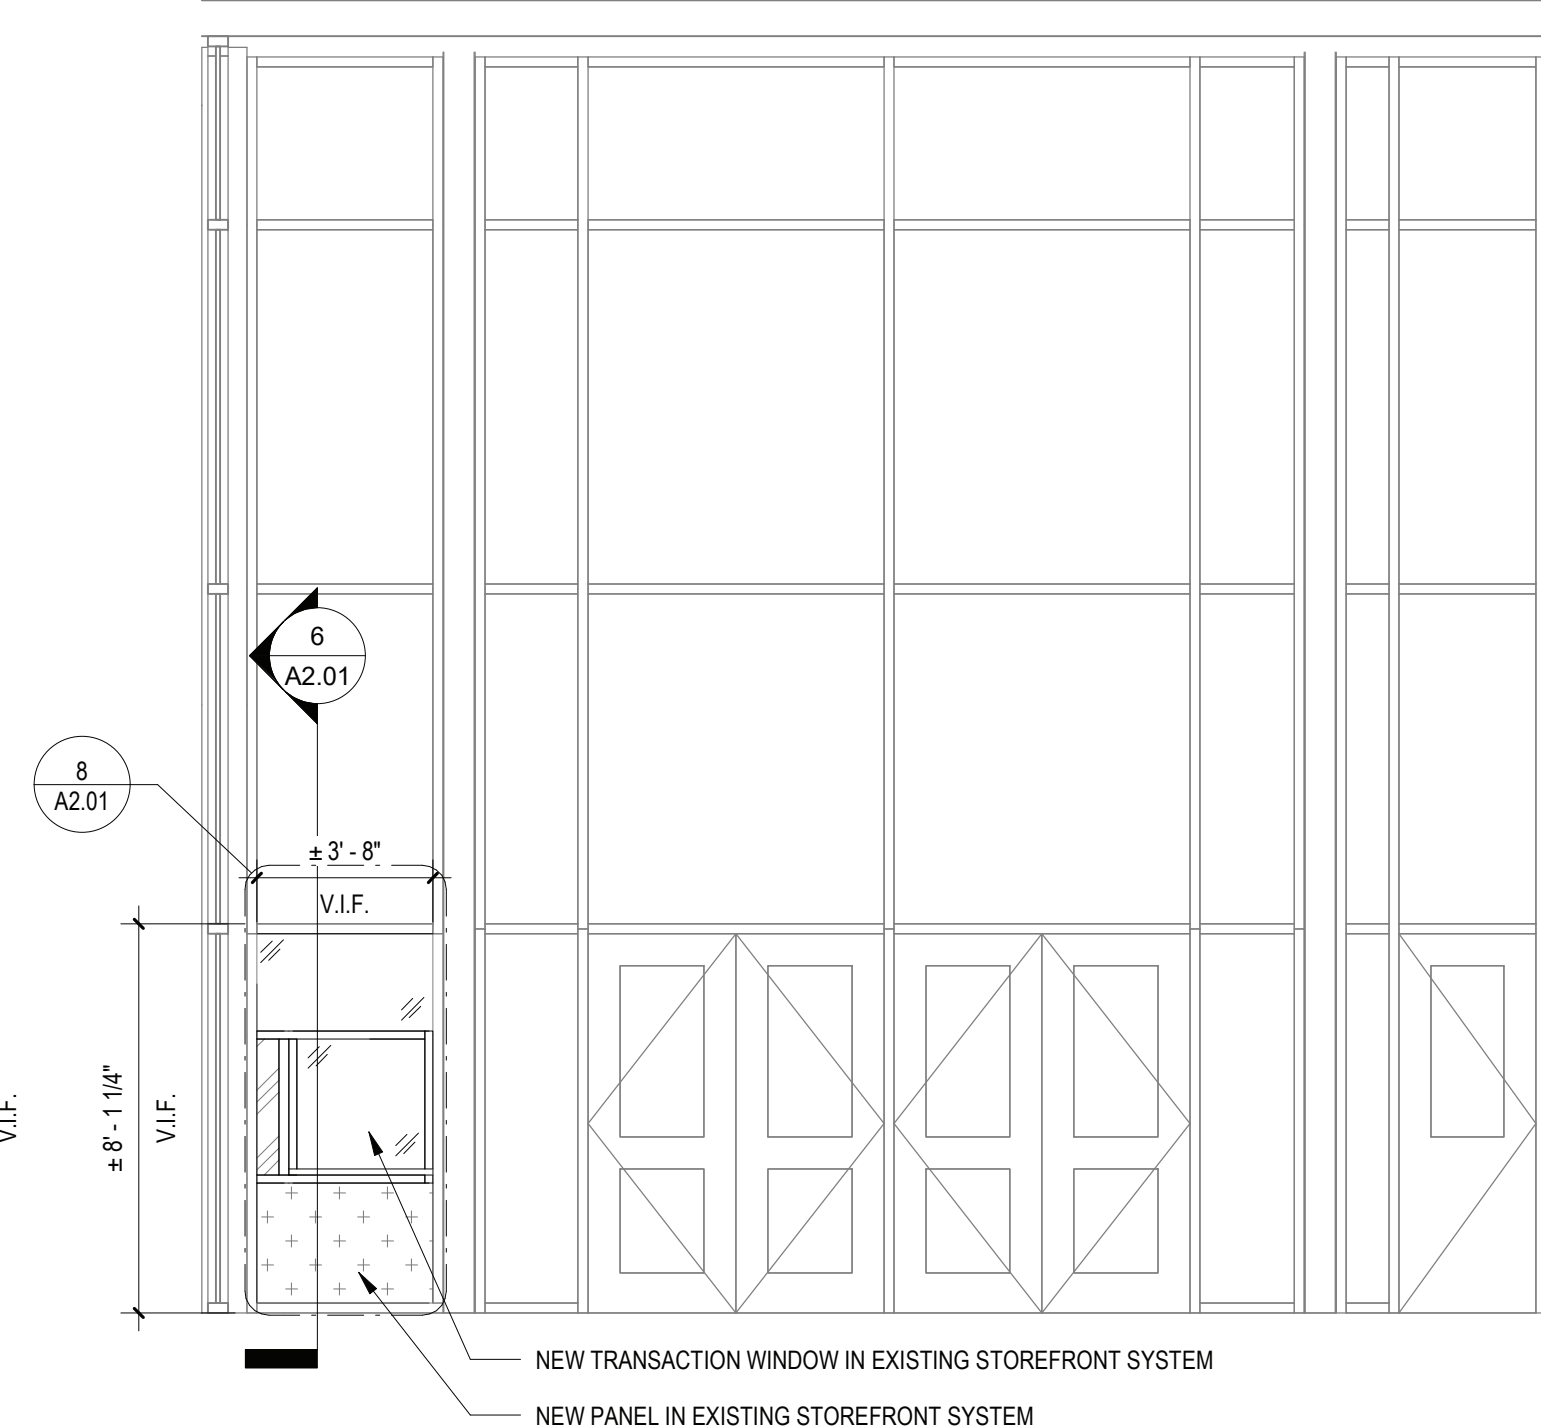 6
A2.01
8
A2.01
± 3' - 8"
V.I.F.
± 8' - 1 1/4"
V.I.F.
V.I.F.
NEW TRANSACTION WINDOW IN EXISTING STOREFRONT SYSTEM
NEW PANEL IN EXISTING STOREFRONT SYSTEM